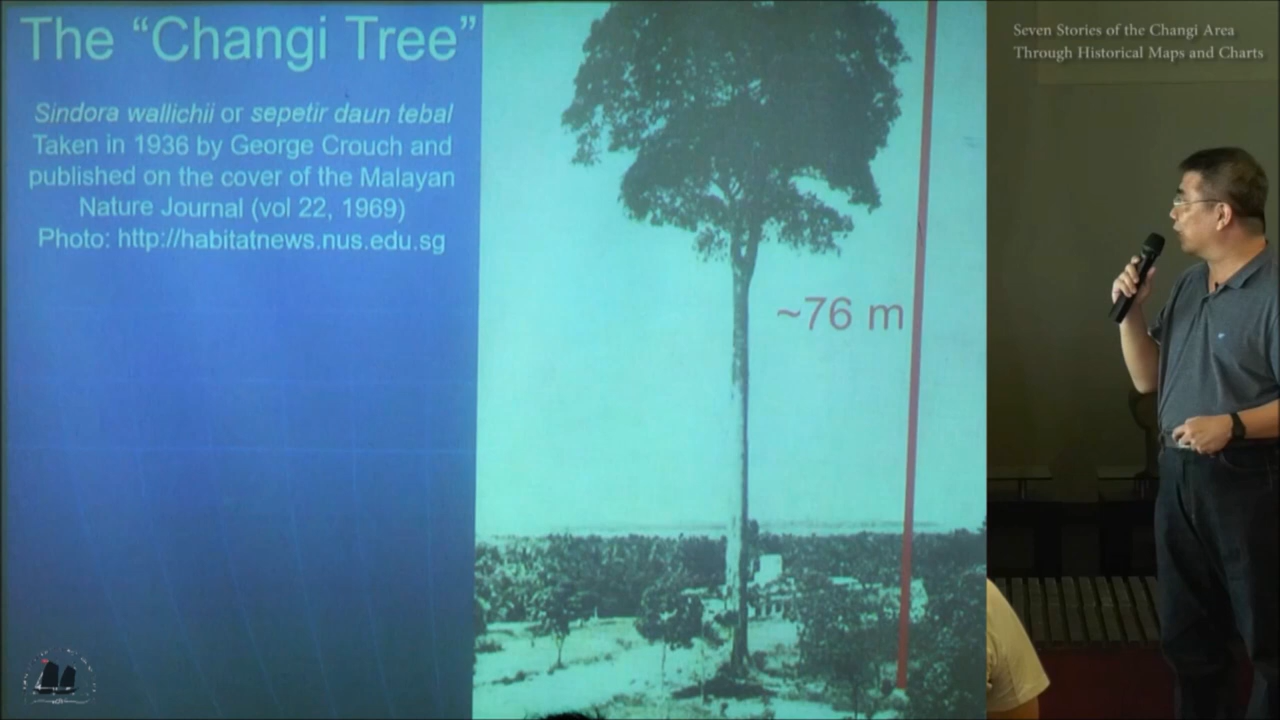 The “Changi Tree”
Sindora wallichii or sepetir daun tebal
Taken in 1936 by George Crouch and
published on the cover of the Malayan
Nature Journal (vol 22, 1969)
Photo: http://habitatnews.nus.edu.sg
~76 m
Seven Stories of the Changi Area
Through Historical Maps and Charts